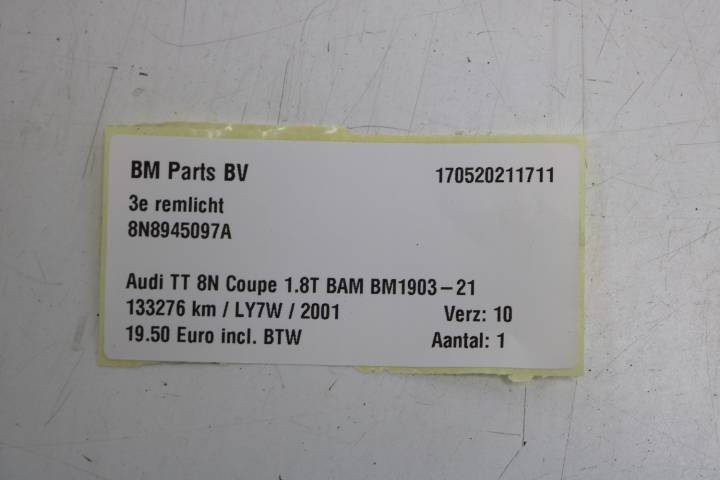 BM Parts BV 170520211711
3e remlicht
8N8945097A
Audi TT 8N Coupe 1.8T BAM BM1903-21
133276 km / LY7W / 2001 Verz: 10
19.50 Euro incl. BTW Aantal: 1